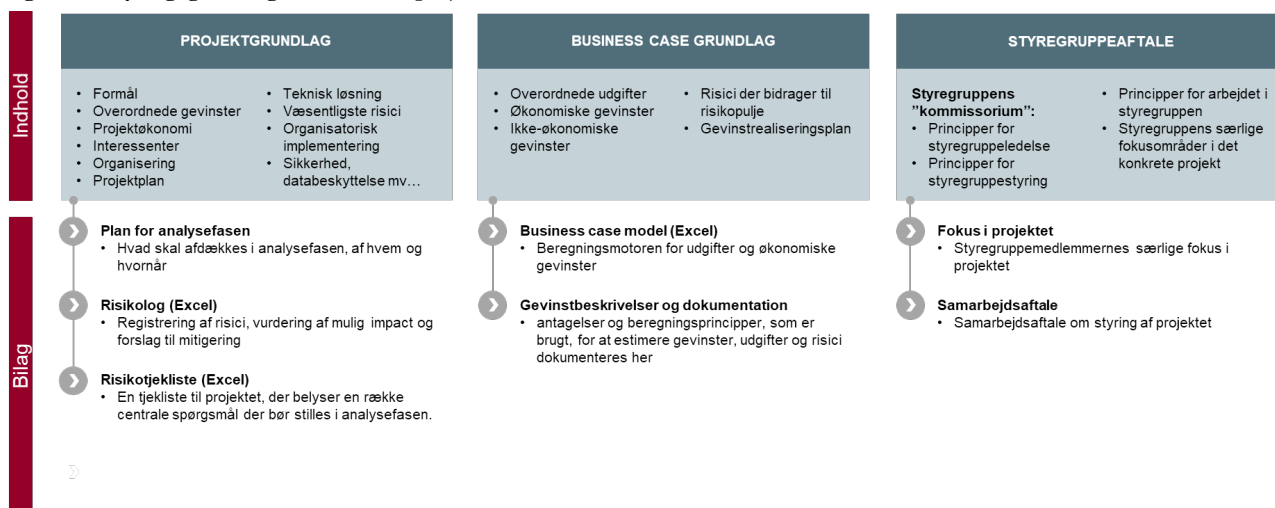 Indhold
PROJEKTGRUNDLAG
• Formål
• Overordnede gevinster
• Projektøkonomi
• Interessenter
• Organisering
• Projektplan
• Teknisk løsning
• Væsentligste risici
• Organisatorisk
implementering
• Sikkerhed,
databeskyttelse mv…
BUSINESS CASE GRUNDLAG
• Overordnede udgifter
• Økonomiske gevinster
• Ikke-økonomiske
gevinster
• Risici der bidrager til
risikopulje
• Gevinstrealiseringsplan
STYREGRUPPEAFTALE
Styregruppens
”kommissorium”:
• Principper for
styregruppeledelse
• Principper for
styregruppestyring
• Principper for arbejdet i
styregruppen
• Styregruppens særlige
fokusområder i det
konkrete projekt
Bilag
Plan for analysefasen
• Hvad skal afdækkes i analysefasen, af hvem og
hvornår
Risikolog (Excel)
• Registrering af risici, vurdering af mulig impact og
forslag til mitigering
Risikotjekliste (Excel)
• En tjekliste til projektet, der belyser en række
centrale spørgsmål der bør stilles i analysefasen.
Business case model (Excel)
• Beregningsmotoren for udgifter og økonomiske
gevinster
Gevinstbeskrivelser og dokumentation
• antagelser og beregningsprincipper, som er
brugt, for at estimere gevinster, udgifter og risici
dokumenteres her
Fokus i projektet
• Styregruppemedlemmernes særlige fokus i
projektet
Samarbejdsaftale
• Samarbejdsaftale om styring af projektet